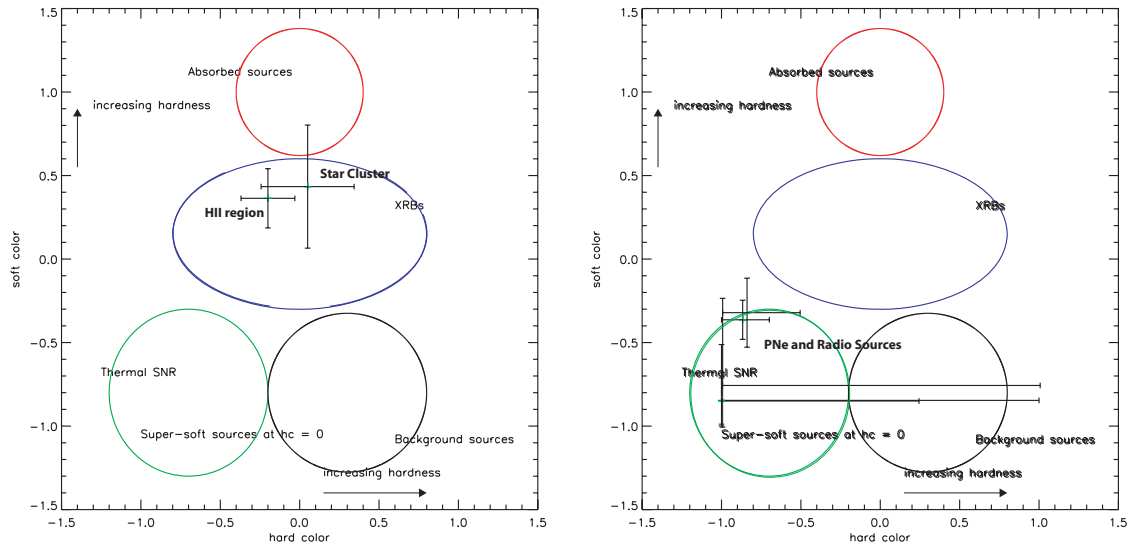 1.5
1.0
0.5
0.0
−0.5
−1.0
−1.5
soft color
Absorbed sources
increasing hardness
Star Cluster
HII region
XRBs
Thermal SNR
Super-soft sources at hc = 0
Background sources
increasing hardness
−1.5 −1.0 −0.5 0.0 0.5 1.0 1.5
hard color
1.5
1.0
0.5
0.0
−0.5
−1.0
−1.5
soft color
Absorbed sources
increasing hardness
XRBs
PNe and Radio Sources
Thermal SNR
Super-soft sources at hc = 0
Background sources
increasing hardness
−1.5 −1.0 −0.5 0.0 0.5 1.0 1.5
hard color